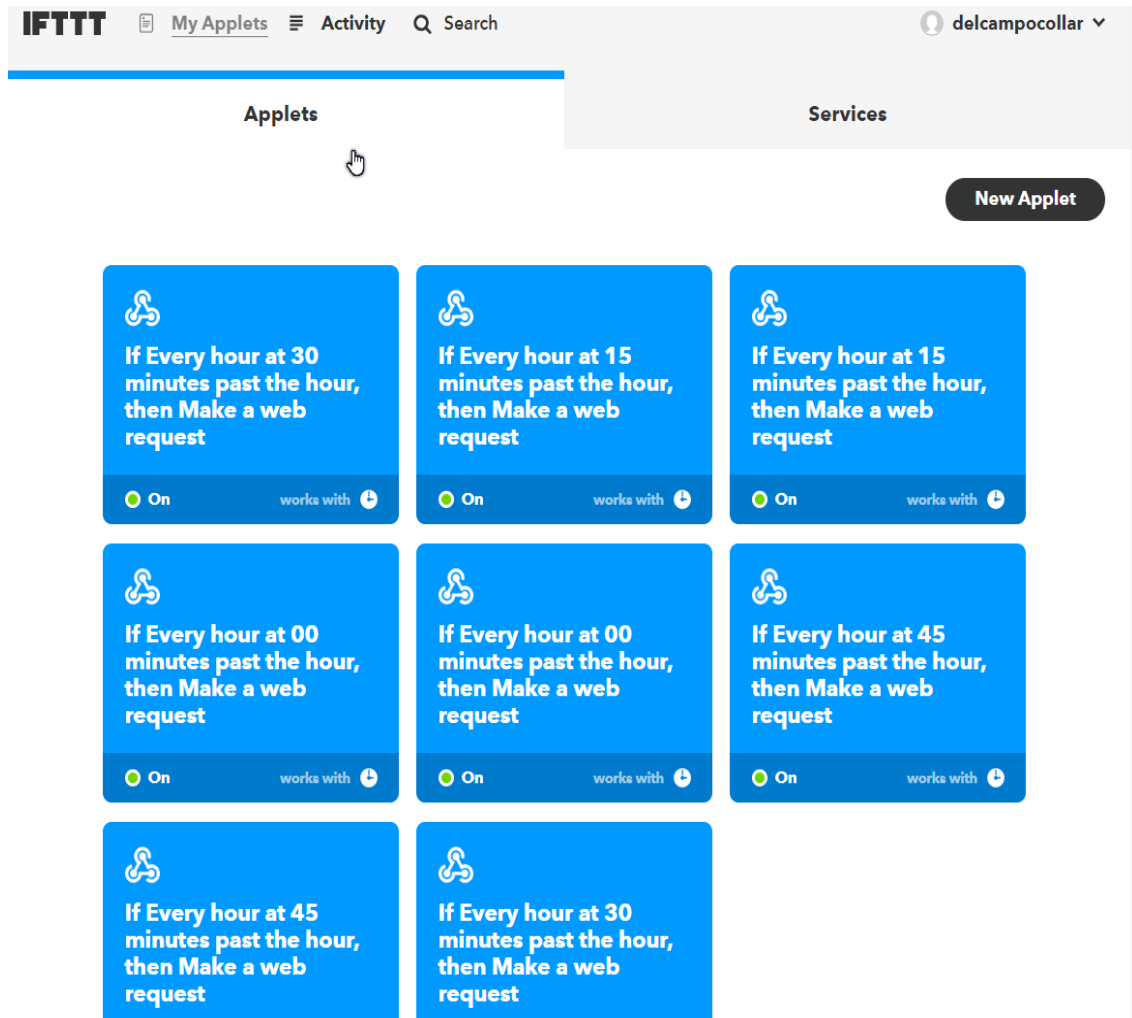 IFTTT My Applets Activity Search delcampocollar
Applets Services
New Applet
If Every hour at 30
minutes past the hour,
then Make a web
request
On works with
If Every hour at 15
minutes past the hour,
then Make a web
request
On works with
If Every hour at 15
minutes past the hour,
then Make a web
request
On works with
If Every hour at 00
minutes past the hour,
then Make a web
request
On works with
If Every hour at 00
minutes past the hour,
then Make a web
request
On works with
If Every hour at 45
minutes past the hour,
then Make a web
request
On works with
If Every hour at 45
minutes past the hour,
then Make a web
request
If Every hour at 30
minutes past the hour,
then Make a web
request